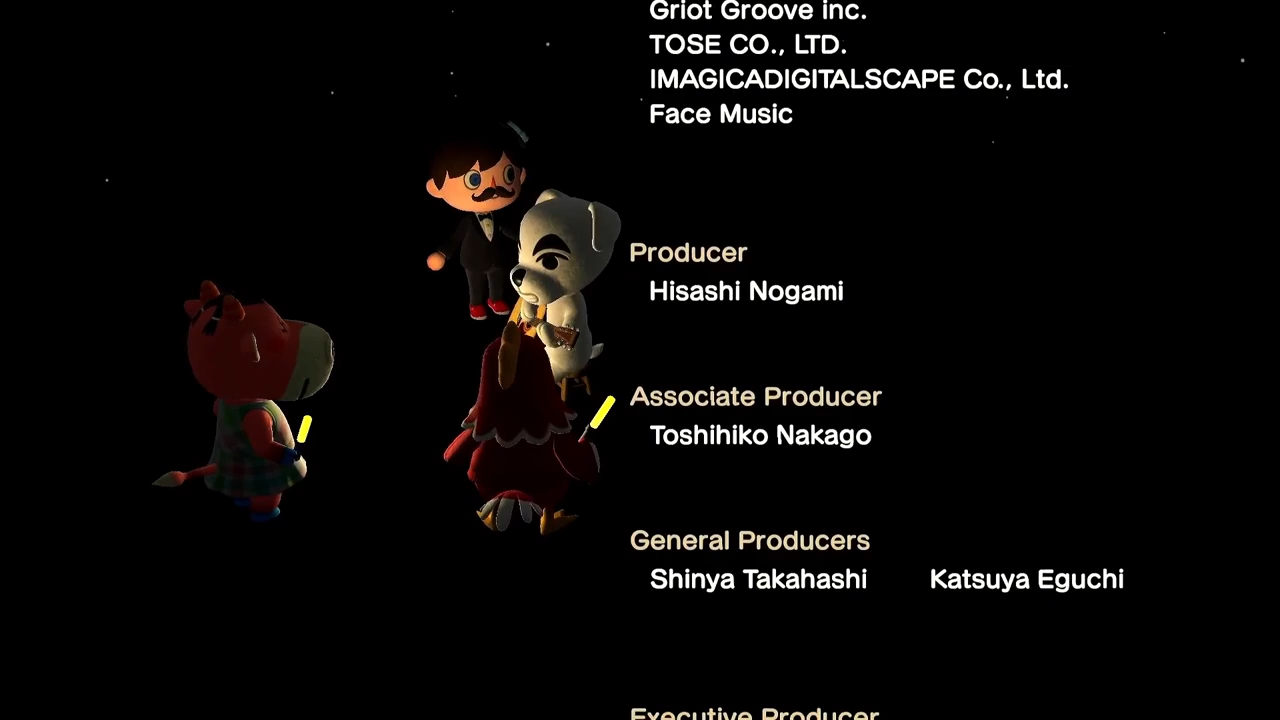 Griot Groove inc.
TOSE CO., LTD.
IMAGICADIGITALSCAPE Co., Ltd.
Face Music
Producer
Hisashi Nogami
Associate Producer
Toshihiko Nakago
General Producers
Shinya Takahashi Katsuya Eguchi
Executive Producer